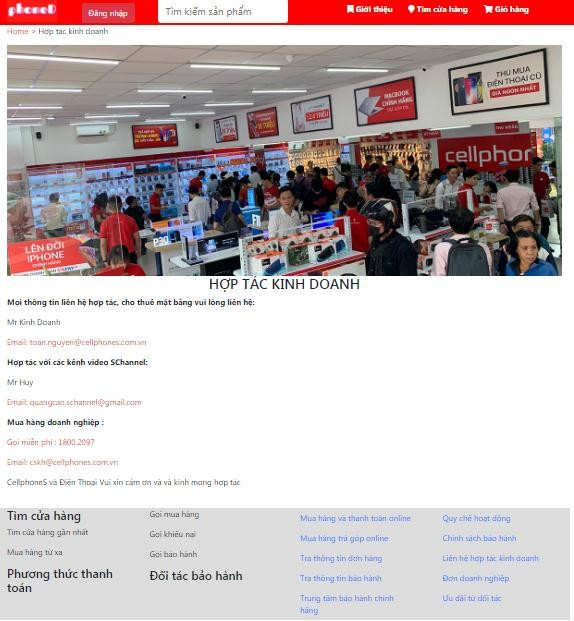 phoneD
Đăng nhập
Tìm kiếm sản phẩm
Giới thiệu
Tìm cửa hàng
Giỏ hàng
Home > Hợp tác kinh doanh
THU MUA
ĐIỆN THOẠI CŨ
GIÁ NGON NHẤT
MACBOOK
CHÍNH HÃNG
cellphon
P30
LÊN ĐỜI
IPHONE
HỢP TÁC KINH DOANH
Mọi thông tin liên hệ hợp tác, cho thuê mặt bằng vui lòng liên hệ:
Mr Kinh Doanh
Email: toan.nguyen@cellphones.com.vn
Hợp tác với các kênh video SChannel:
Mr Huy
Email: quangcao.schannel@gmail.com
Mua hàng doanh nghiệp :
Gọi miễn phí : 1800.2097
Email: cskh@cellphones.com.vn
CellphoneS và Điện Thoại Vui xin cám ơn và và kính mong hợp tác
Tìm cửa hàng
Tìm cửa hàng gần nhất
Mua hàng từ xa
Phương thức thanh
toán
Gọi mua hàng
Gọi khiếu nại
Gọi bảo hành
Đối tác bảo hành
Mua hàng và thanh toán online
Mua hàng trả góp online
Tra thông tin đơn hàng
Tra thông tin bảo hành
Trung tâm bảo hành chính
hãng
Quy chế hoạt động
Chính sách bảo hành
Liên hệ hợp tác kinh doanh
Đơn doanh nghiệp
Ưu đãi từ đối tác